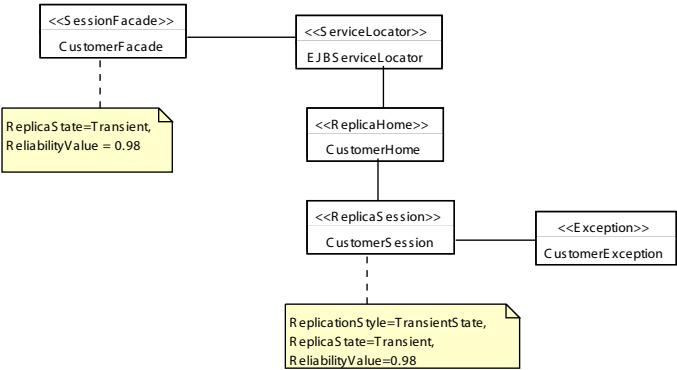 <<SessionFacade>>
CustomerFacade
<<ServiceLocator>>
EJBServiceLocator
ReplicaState=Transient,
ReliabilityValue = 0.98
<<ReplicaHome>>
CustomerHome
<<ReplicaSession>>
CustomerSession
<<Exception>>
CustomerException
ReplicationStyle=TransientState,
ReplicaState=Transient,
ReliabilityValue=0.98